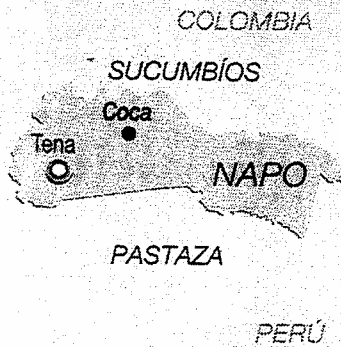 COLOMBIA
SUCUMBÍOS
Coca
Tena
NAPO
PASTAZA
PERÚ